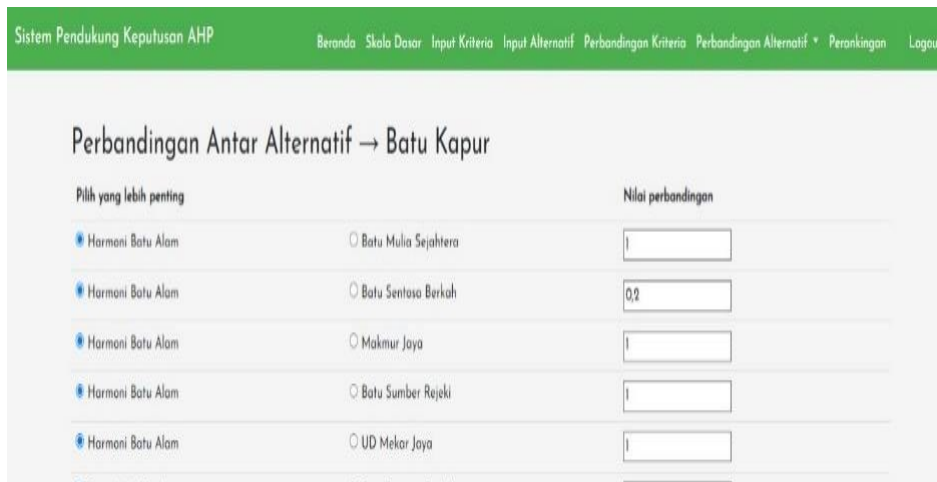 Sistem Pendukung Keputusan AHP Beranda Skala Dasar Input Kriteria Input Alternatif Perbandingan Kriteria Perbandingan Alternatif Perankingan Logou
Perbandingan Antar Alternatif → Batu Kapur
Pilih yang lebih penting Nilai perbandingan
Harmoni Batu Alam Batu Mulia Sejahtera 1
Harmoni Batu Alam Batu Sentosa Berkah 0,2
Harmoni Batu Alam Makmur Jaya 1
Harmoni Batu Alam Batu Sumber Rejeki 1
Harmoni Batu Alam UD Mekar Jaya 1